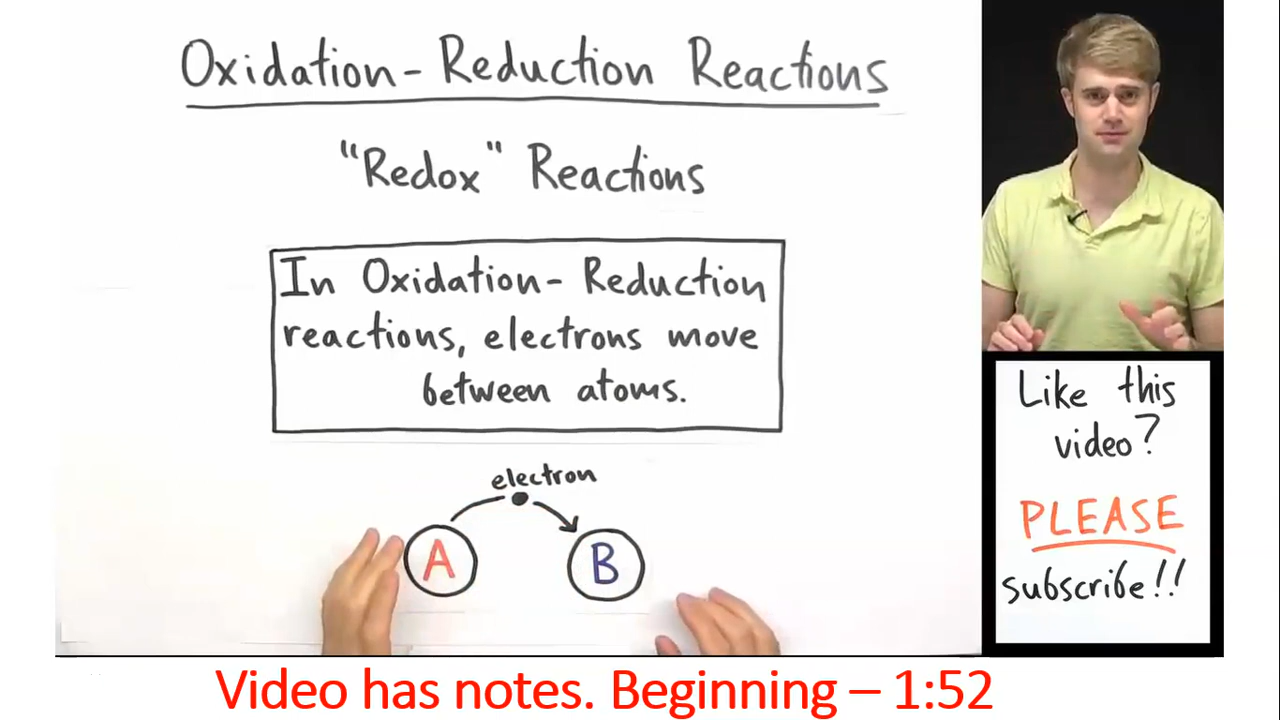 Oxidation-Reduction Reactions
"Redox" Reactions
In Oxidation-Reduction
reactions, electrons move
between atoms.
electron
A
B
Like this
video?
PLEASE
subscribe!!
Video has notes. Beginning – 1:52